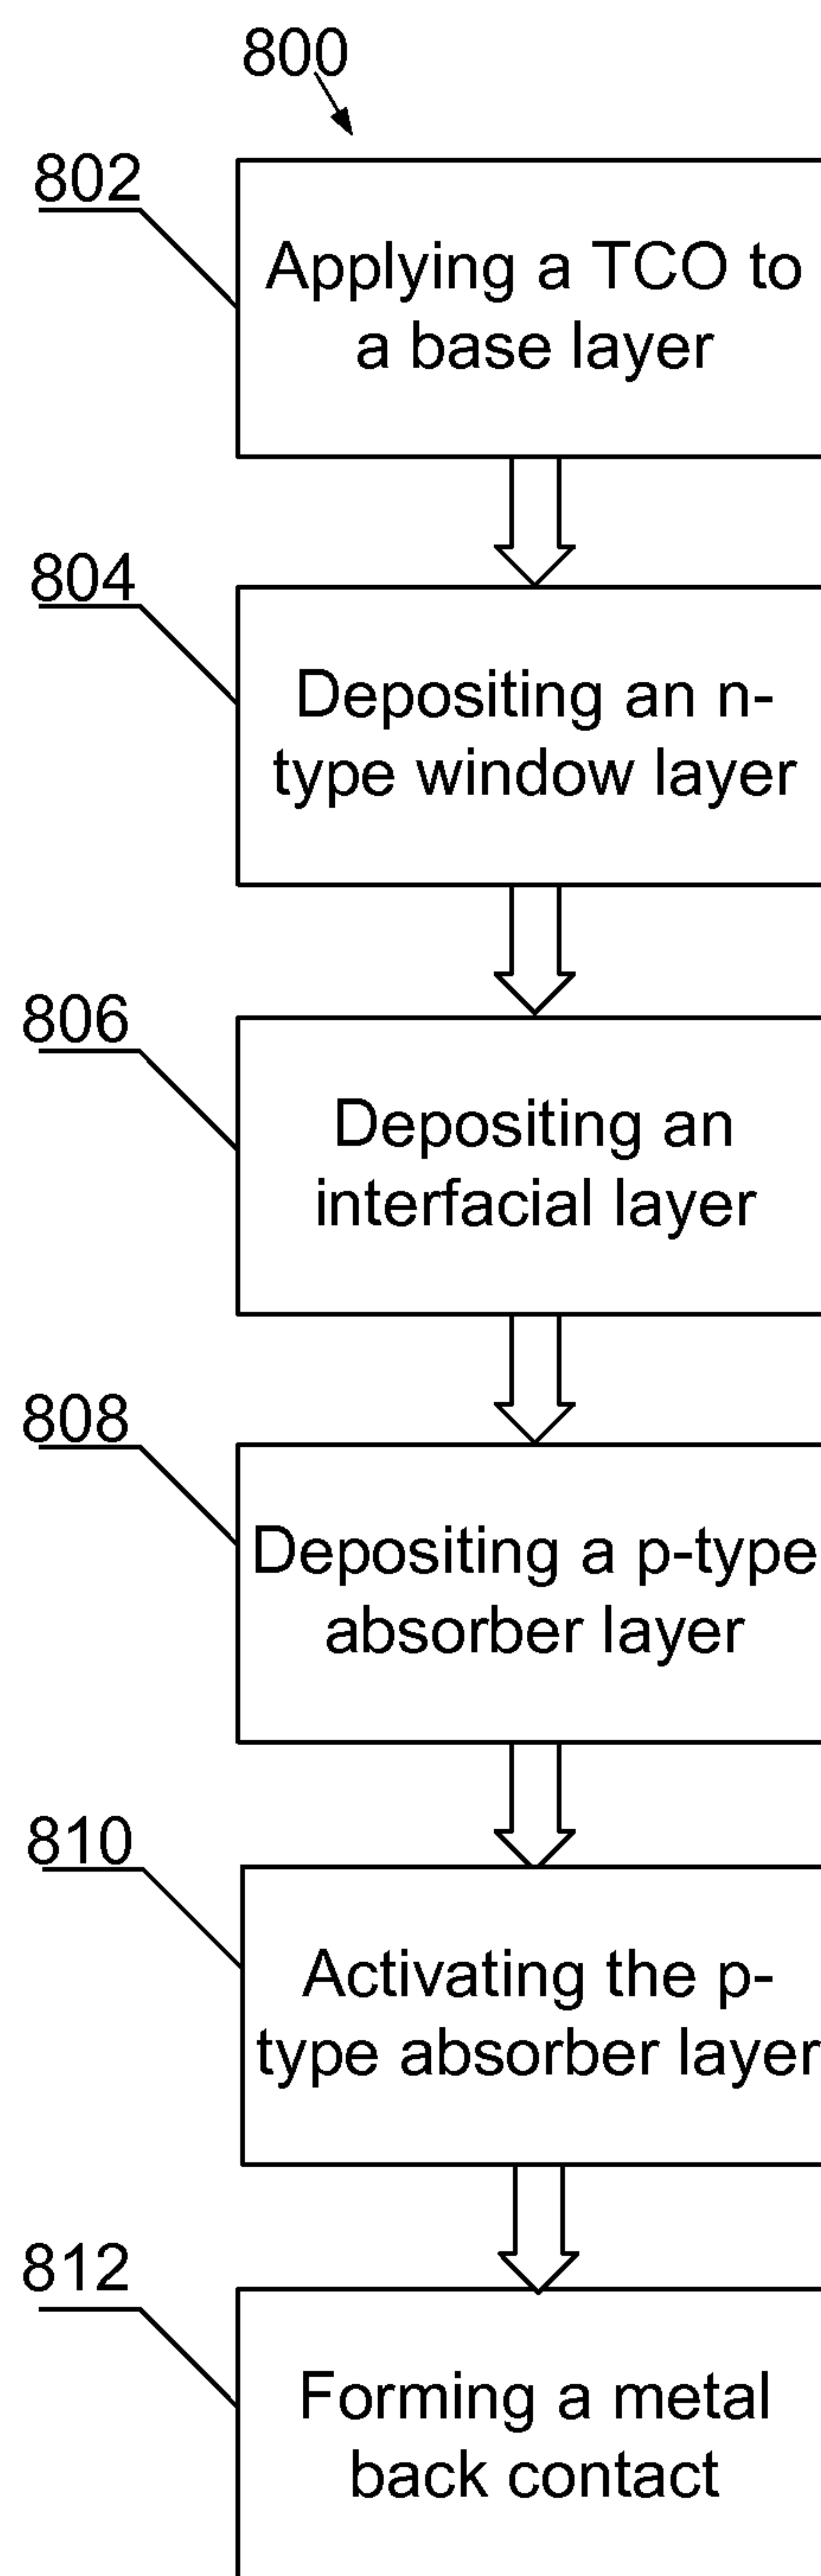 800
802
Applying a TCO to
a base layer
804
Depositing an n-
type window layer
806
Depositing an
interfacial layer
808
Depositing a p-type
absorber layer
810
Activating the p-
type absorber layer
812
Forming a metal
back contact